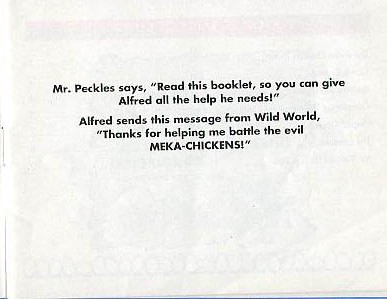 Mr. Peckles says, "Read this booklet, so you can give
Alfred all the help he needs!"
Alfred sends this message from Wild World,
"Thanks for helping me battle the evil
MEKA-CHICKENS!"